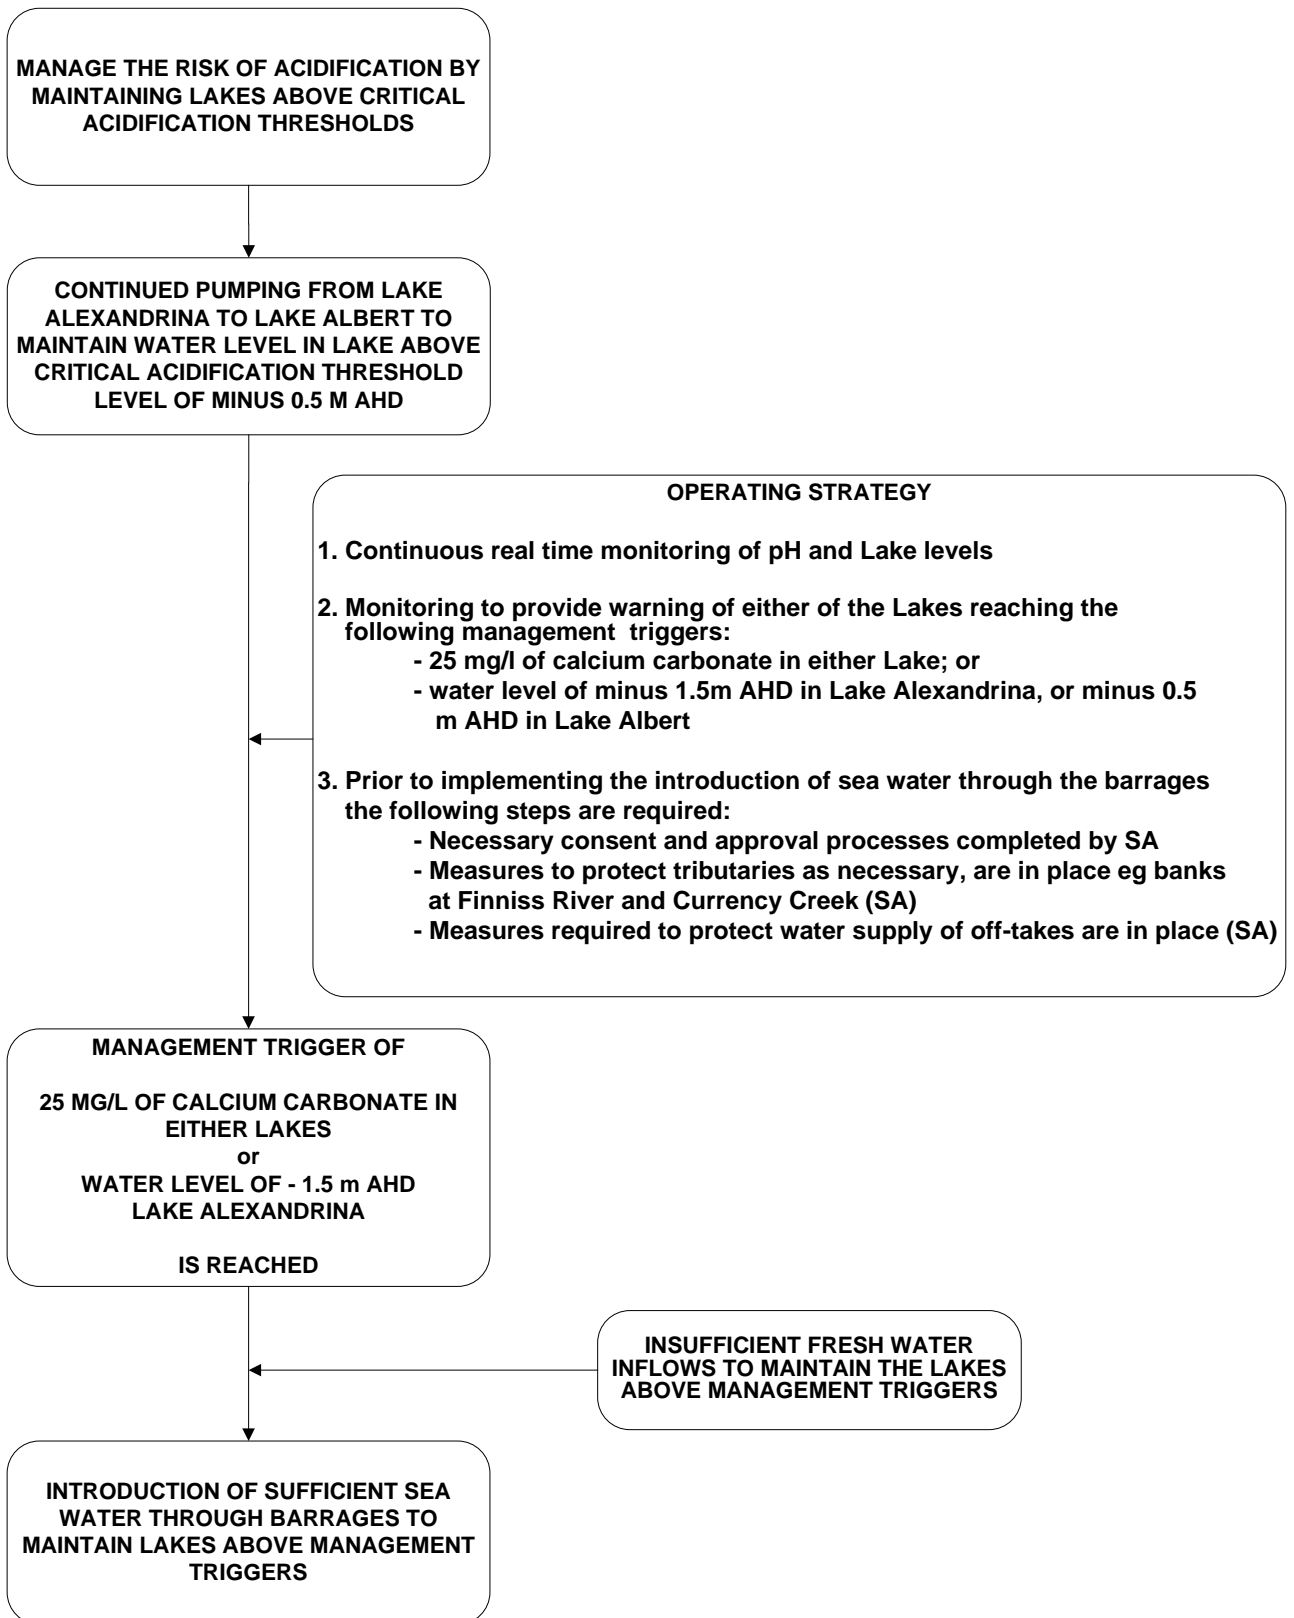 MANAGE THE RISK OF ACIDIFICATION BY
MAINTAINING LAKES ABOVE CRITICAL
ACIDIFICATION THRESHOLDS
CONTINUED PUMPING FROM LAKE
ALEXANDRINA TO LAKE ALBERT TO
MAINTAIN WATER LEVEL IN LAKE ABOVE
CRITICAL ACIDIFICATION THRESHOLD
LEVEL OF MINUS 0.5 M AHD
OPERATING STRATEGY
1. Continuous real time monitoring of pH and Lake levels
2. Monitoring to provide warning of either of the Lakes reaching the
following management triggers:
- 25 mg/l of calcium carbonate in either Lake; or
- water level of minus 1.5m AHD in Lake Alexandrina, or minus 0.5
m AHD in Lake Albert
3. Prior to implementing the introduction of sea water through the barrages
the following steps are required:
- Necessary consent and approval processes completed by SA
- Measures to protect tributaries as necessary, are in place eg banks
at Finniss River and Currency Creek (SA)
- Measures required to protect water supply of off-takes are in place (SA)
MANAGEMENT TRIGGER OF
25 MG/L OF CALCIUM CARBONATE IN
EITHER LAKES
or
WATER LEVEL OF - 1.5 m AHD
LAKE ALEXANDRINA
IS REACHED
INSUFFICIENT FRESH WATER
INFLOWS TO MAINTAIN THE LAKES
ABOVE MANAGEMENT TRIGGERS
INTRODUCTION OF SUFFICIENT SEA
WATER THROUGH BARRAGES TO
MAINTAIN LAKES ABOVE MANAGEMENT
TRIGGERS